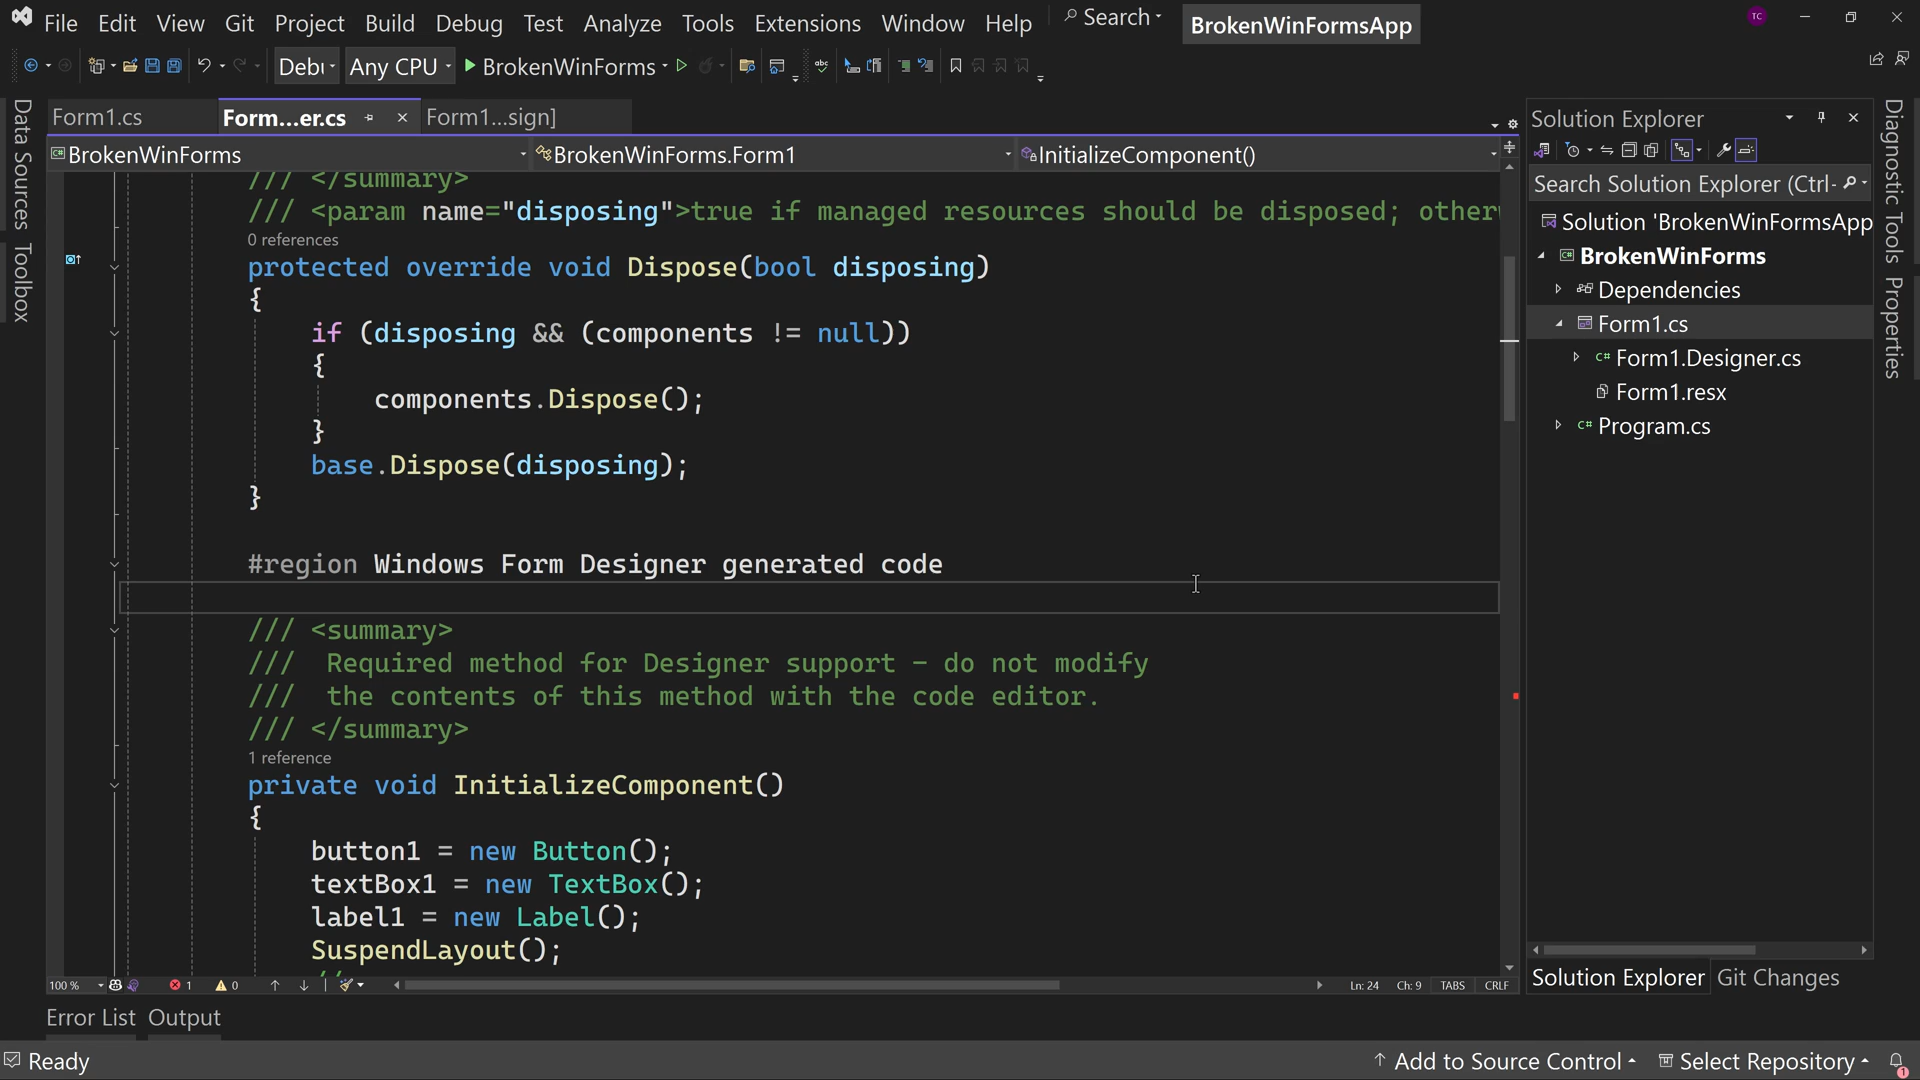 File Edit View Git Project Build Debug Test Analyze Tools Extensions Window Help Search BrokenWinFormsApp TC
Debu Any CPU BrokenWinForms
Form1.cs Form...er.cs Form1...sign]
BrokenWinForms BrokenWinForms.Form1 InitializeComponent()
/// </summary>
/// <param name="disposing">true if managed resources should be disposed; otherw
0 references
protected override void Dispose(bool disposing)
{
if (disposing && (components != null))
{
components.Dispose();
}
base.Dispose(disposing);
}
#region Windows Form Designer generated code
/// <summary>
/// Required method for Designer support - do not modify
/// the contents of this method with the code editor.
/// </summary>
1 reference
private void InitializeComponent()
{
button1 = new Button();
textBox1 = new TextBox();
label1 = new Label();
SuspendLayout();
//
100 % 1 0 Ln: 24 Ch: 9 TABS CRLF
Error List Output
Ready Add to Source Control Select Repository 1
Data Sources
Toolbox
Solution Explorer
Search Solution Explorer (Ctrl-
Solution 'BrokenWinFormsApp
BrokenWinForms
Dependencies
Form1.cs
C# Form1.Designer.cs
Form1.resx
C# Program.cs
Solution Explorer Git Changes
Diagnostic Tools
Properties